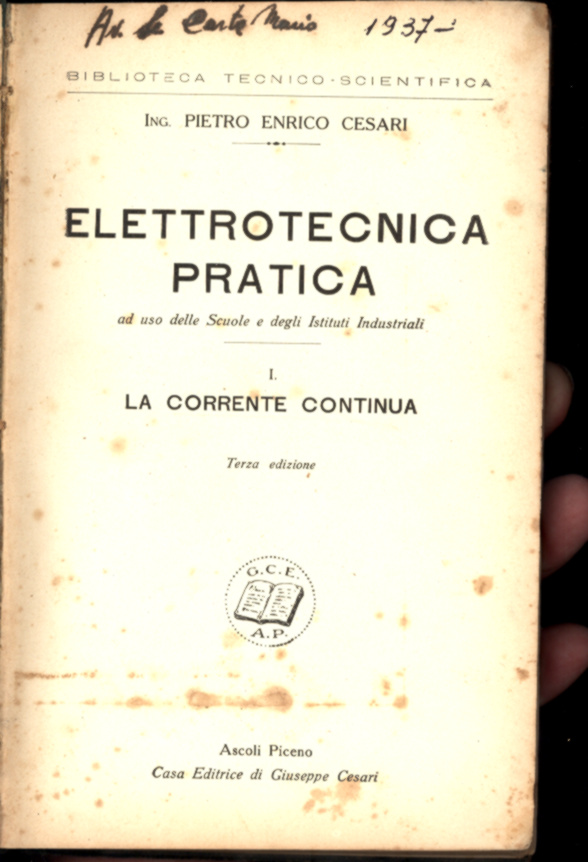 1937
BIBLIOTECA TECNICO-SCIENTIFICA
ING. PIETRO ENRICO CESARI
ELETTROTECNICA
PRATICA
ad uso delle Scuole e degli Istituti Industriali
I.
LA CORRENTE CONTINUA
Terza edizione
G.C.E.
A.P.
Ascoli Piceno
Casa Editrice di Giuseppe Cesari